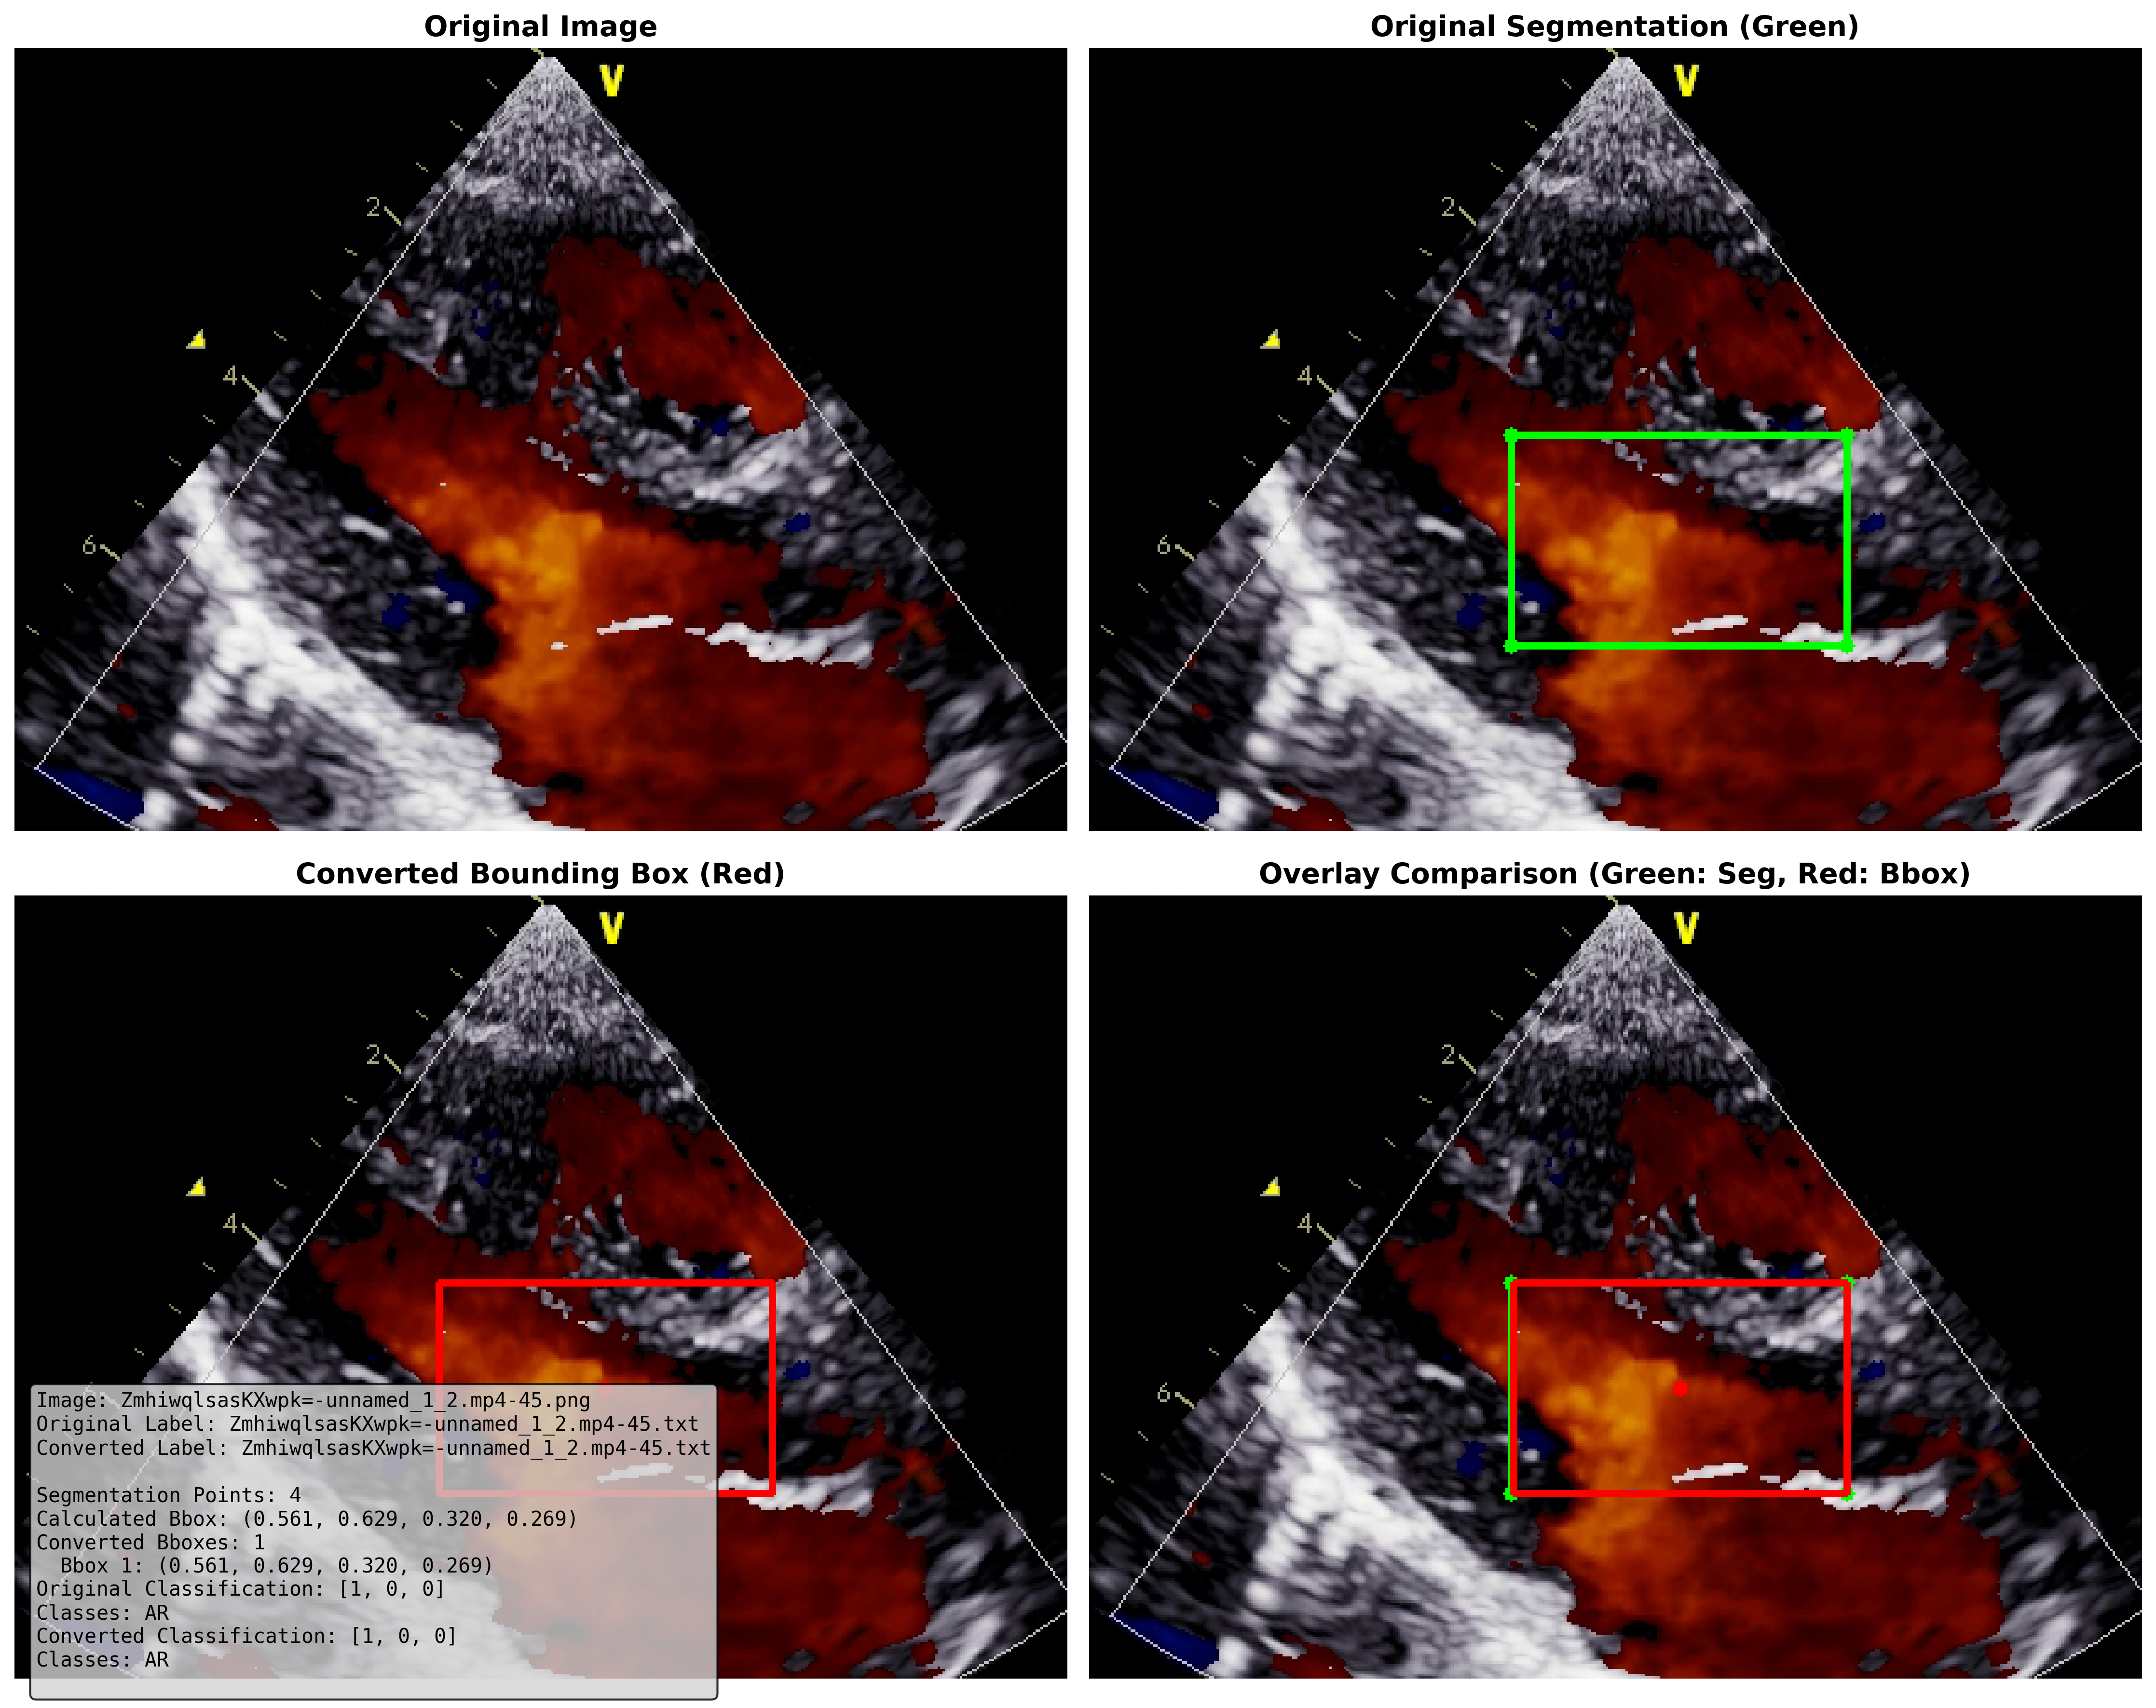 Original Image
Original Segmentation (Green)
V
2
4
6
V
2
4
6
Converted Bounding Box (Red)
Overlay Comparison (Green: Seg, Red: Bbox)
V
2
4
V
2
4
6
Image: ZmhiwqlsasKXwpk=-unnamed_1_2.mp4-45.png
Original Label: ZmhiwqlsasKXwpk=-unnamed_1_2.mp4-45.txt
Converted Label: ZmhiwqlsasKXwpk=-unnamed_1_2.mp4-45.txt
Segmentation Points: 4
Calculated Bbox: (0.561, 0.629, 0.320, 0.269)
Converted Bboxes: 1
Bbox 1: (0.561, 0.629, 0.320, 0.269)
Original Classification: [1, 0, 0]
Classes: AR
Converted Classification: [1, 0, 0]
Classes: AR